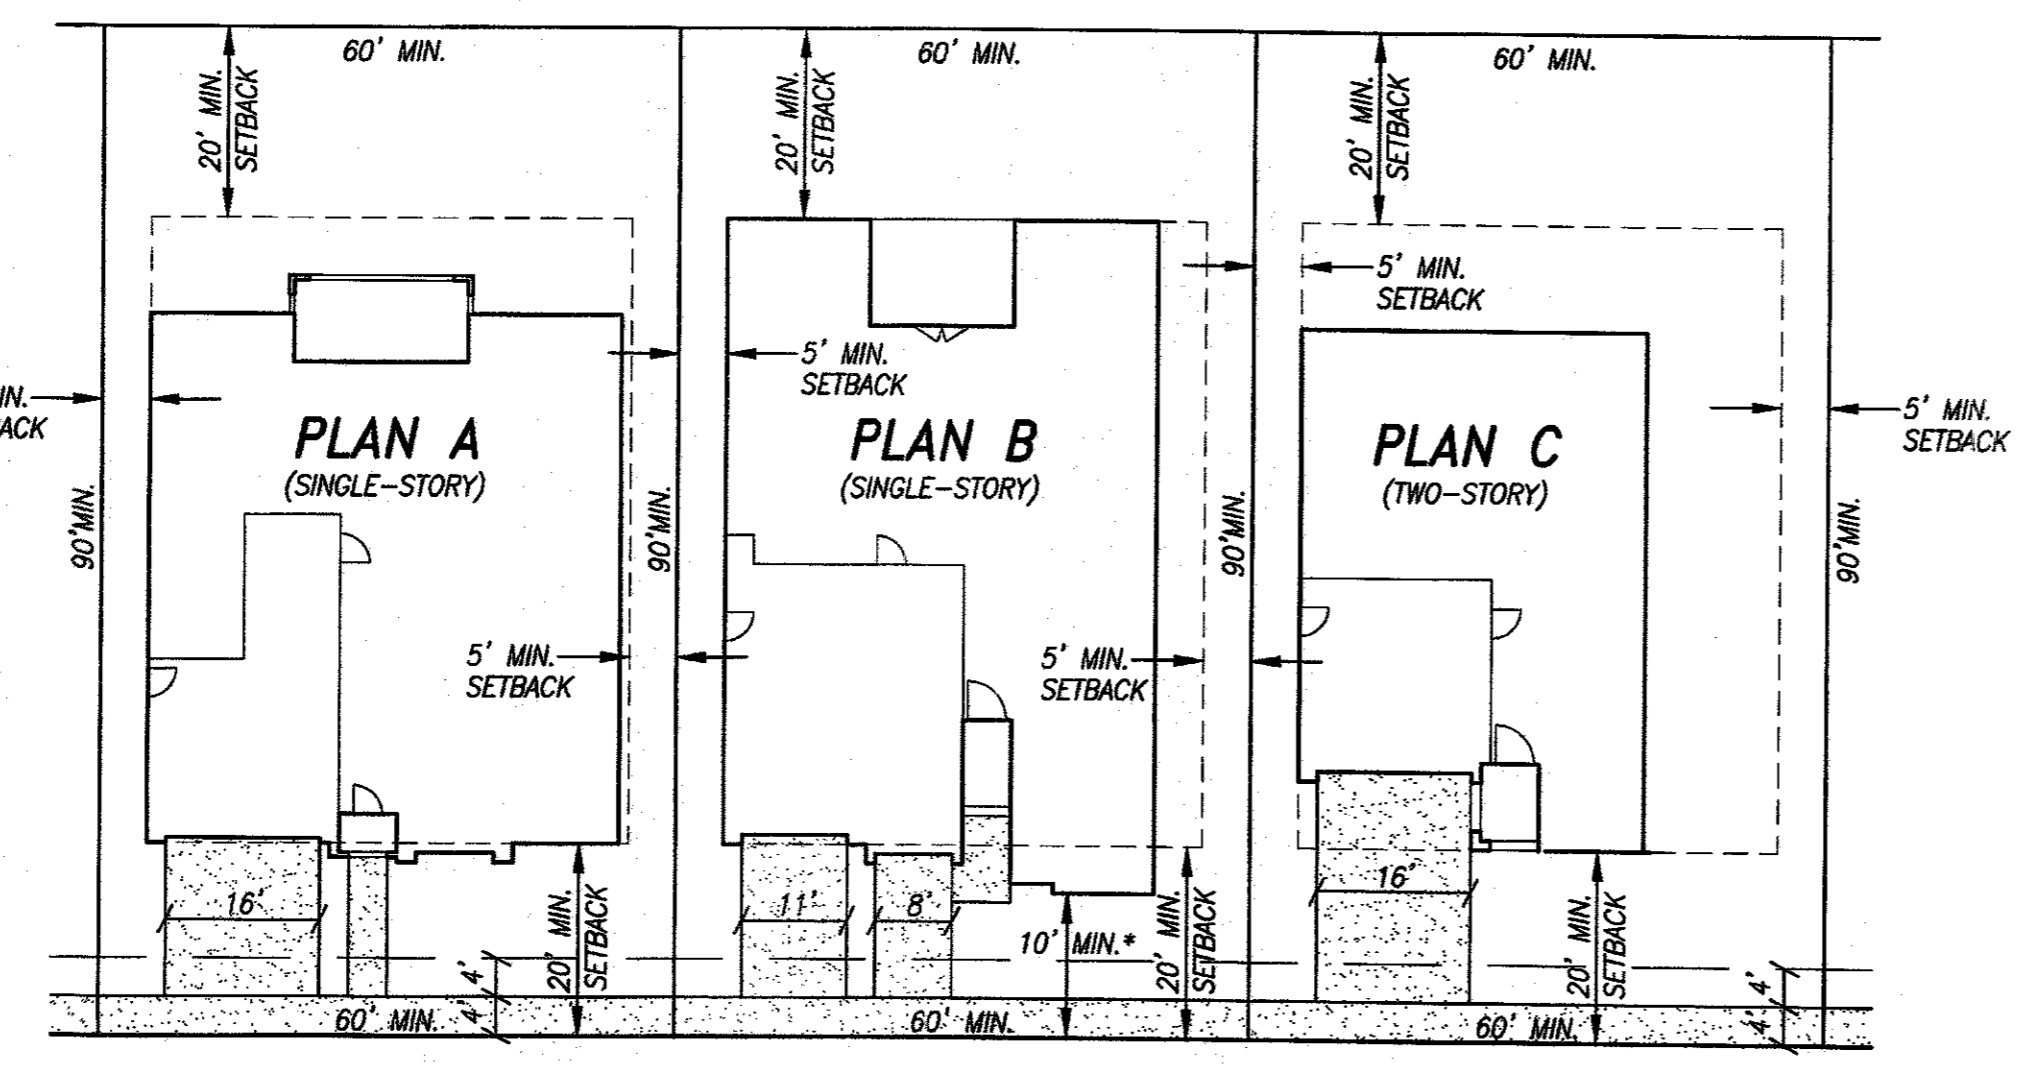 60' MIN.
60' MIN.
60' MIN.
20' MIN.
SETBACK
20' MIN.
SETBACK
20' MIN.
SETBACK
5' MIN.
SETBACK
5' MIN.
SETBACK
IN.
ACK
5' MIN.
SETBACK
PLAN A
(SINGLE-STORY)
PLAN B
(SINGLE-STORY)
PLAN C
(TWO-STORY)
90'MIN.
90'MIN.
90'MIN.
90'MIN.
5' MIN.
SETBACK
5' MIN.
SETBACK
16'
11'
8'
16'
20' MIN.
SETBACK
10' MIN.*
20' MIN.
SETBACK
20' MIN.
SETBACK
4'
4'
4'
4'
60' MIN.
60' MIN.
60' MIN.